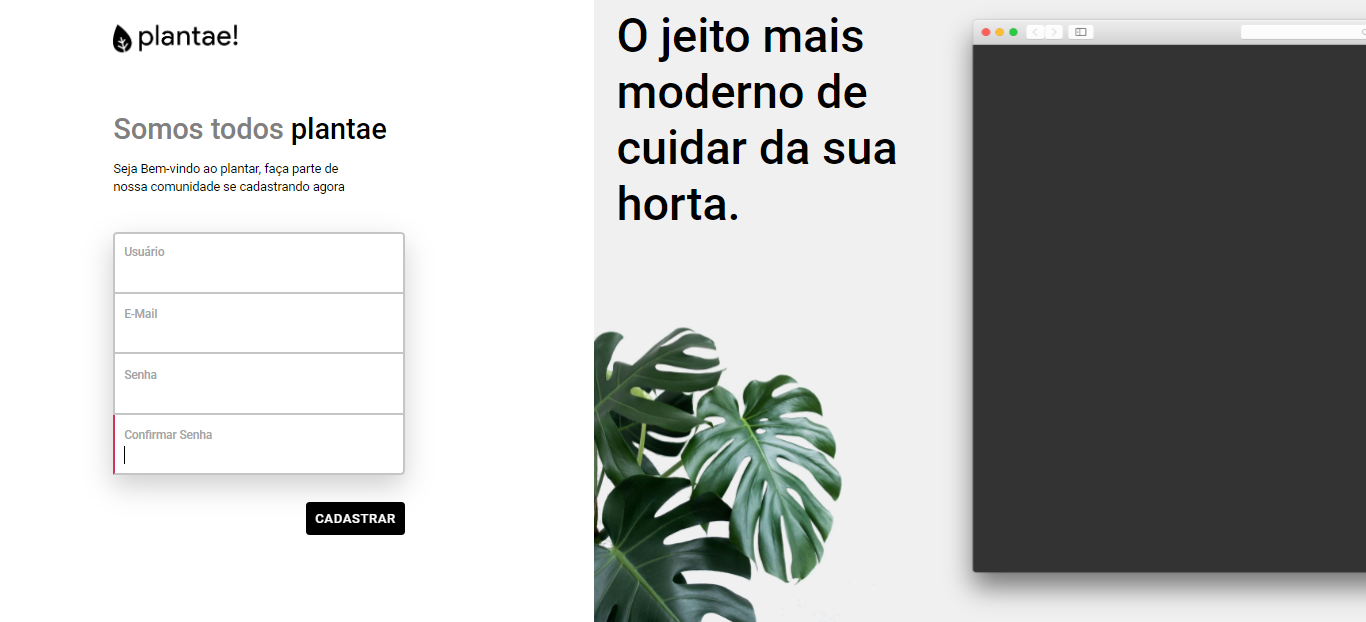 plantae!
Somos todos plantae
Seja Bem-vindo ao plantar, faça parte de
nossa comunidade se cadastrando agora
Usuário
E-Mail
Senha
Confirmar Senha
CADASTRAR
O jeito mais
moderno de
cuidar da sua
horta.